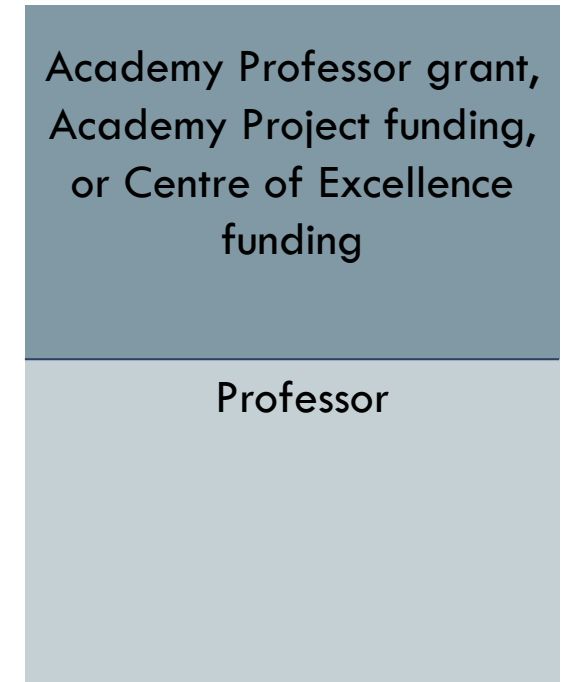 Academy Professor grant,
Academy Project funding,
or Centre of Excellence
funding
Professor